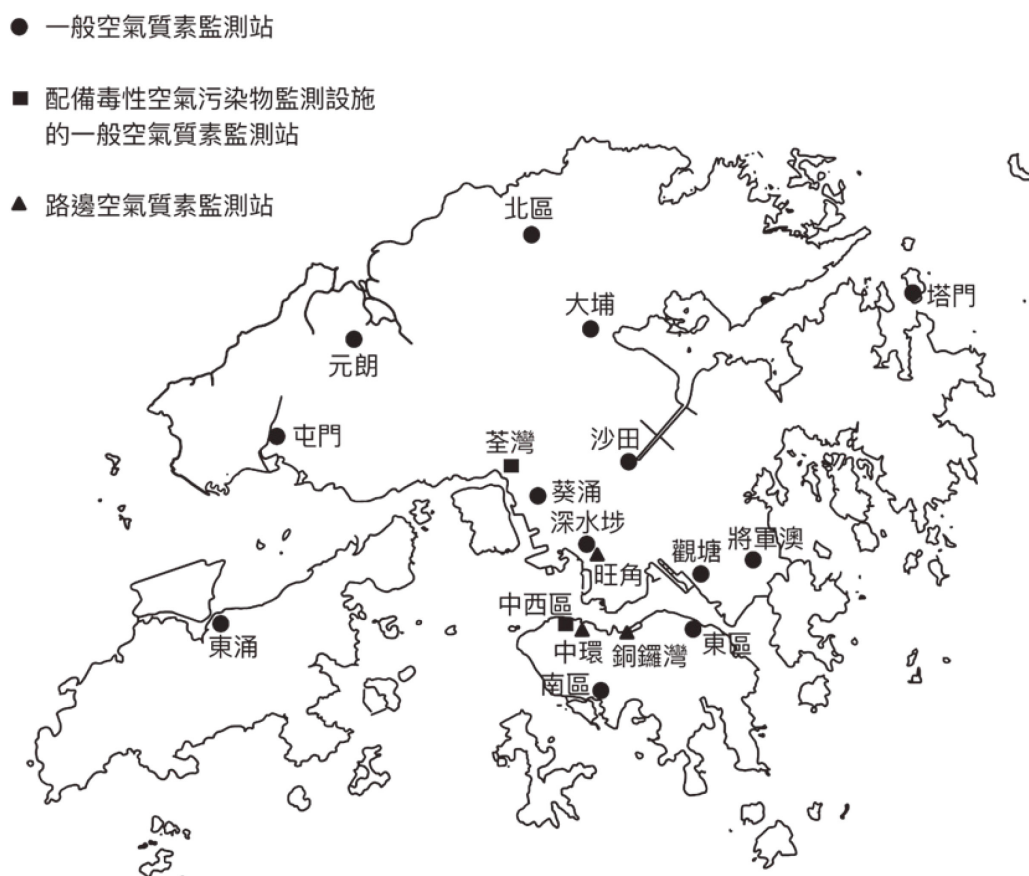 一般空氣質素監測站
配備毒性空氣污染物監測設施
的一般空氣質素監測站
路邊空氣質素監測站
北區
塔門
大埔
元朗
屯門
荃灣
沙田
葵涌
深水埗
將軍澳
觀塘
旺角
中西區
東涌
中環
銅鑼灣
東區
南區